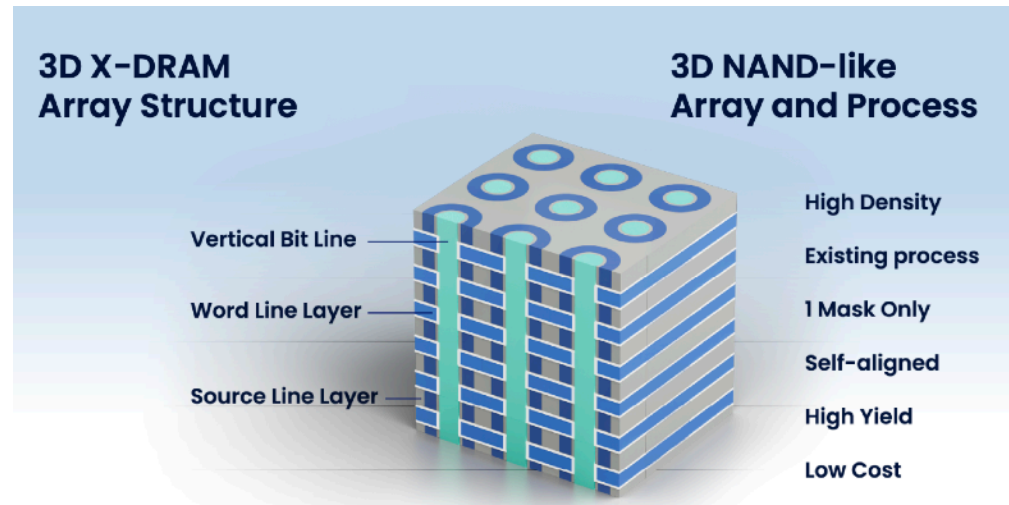 3D X-DRAM
Array Structure
3D NAND-like
Array and Process
Vertical Bit Line
Word Line Layer
Source Line Layer
High Density
Existing process
1 Mask Only
Self-aligned
High Yield
Low Cost